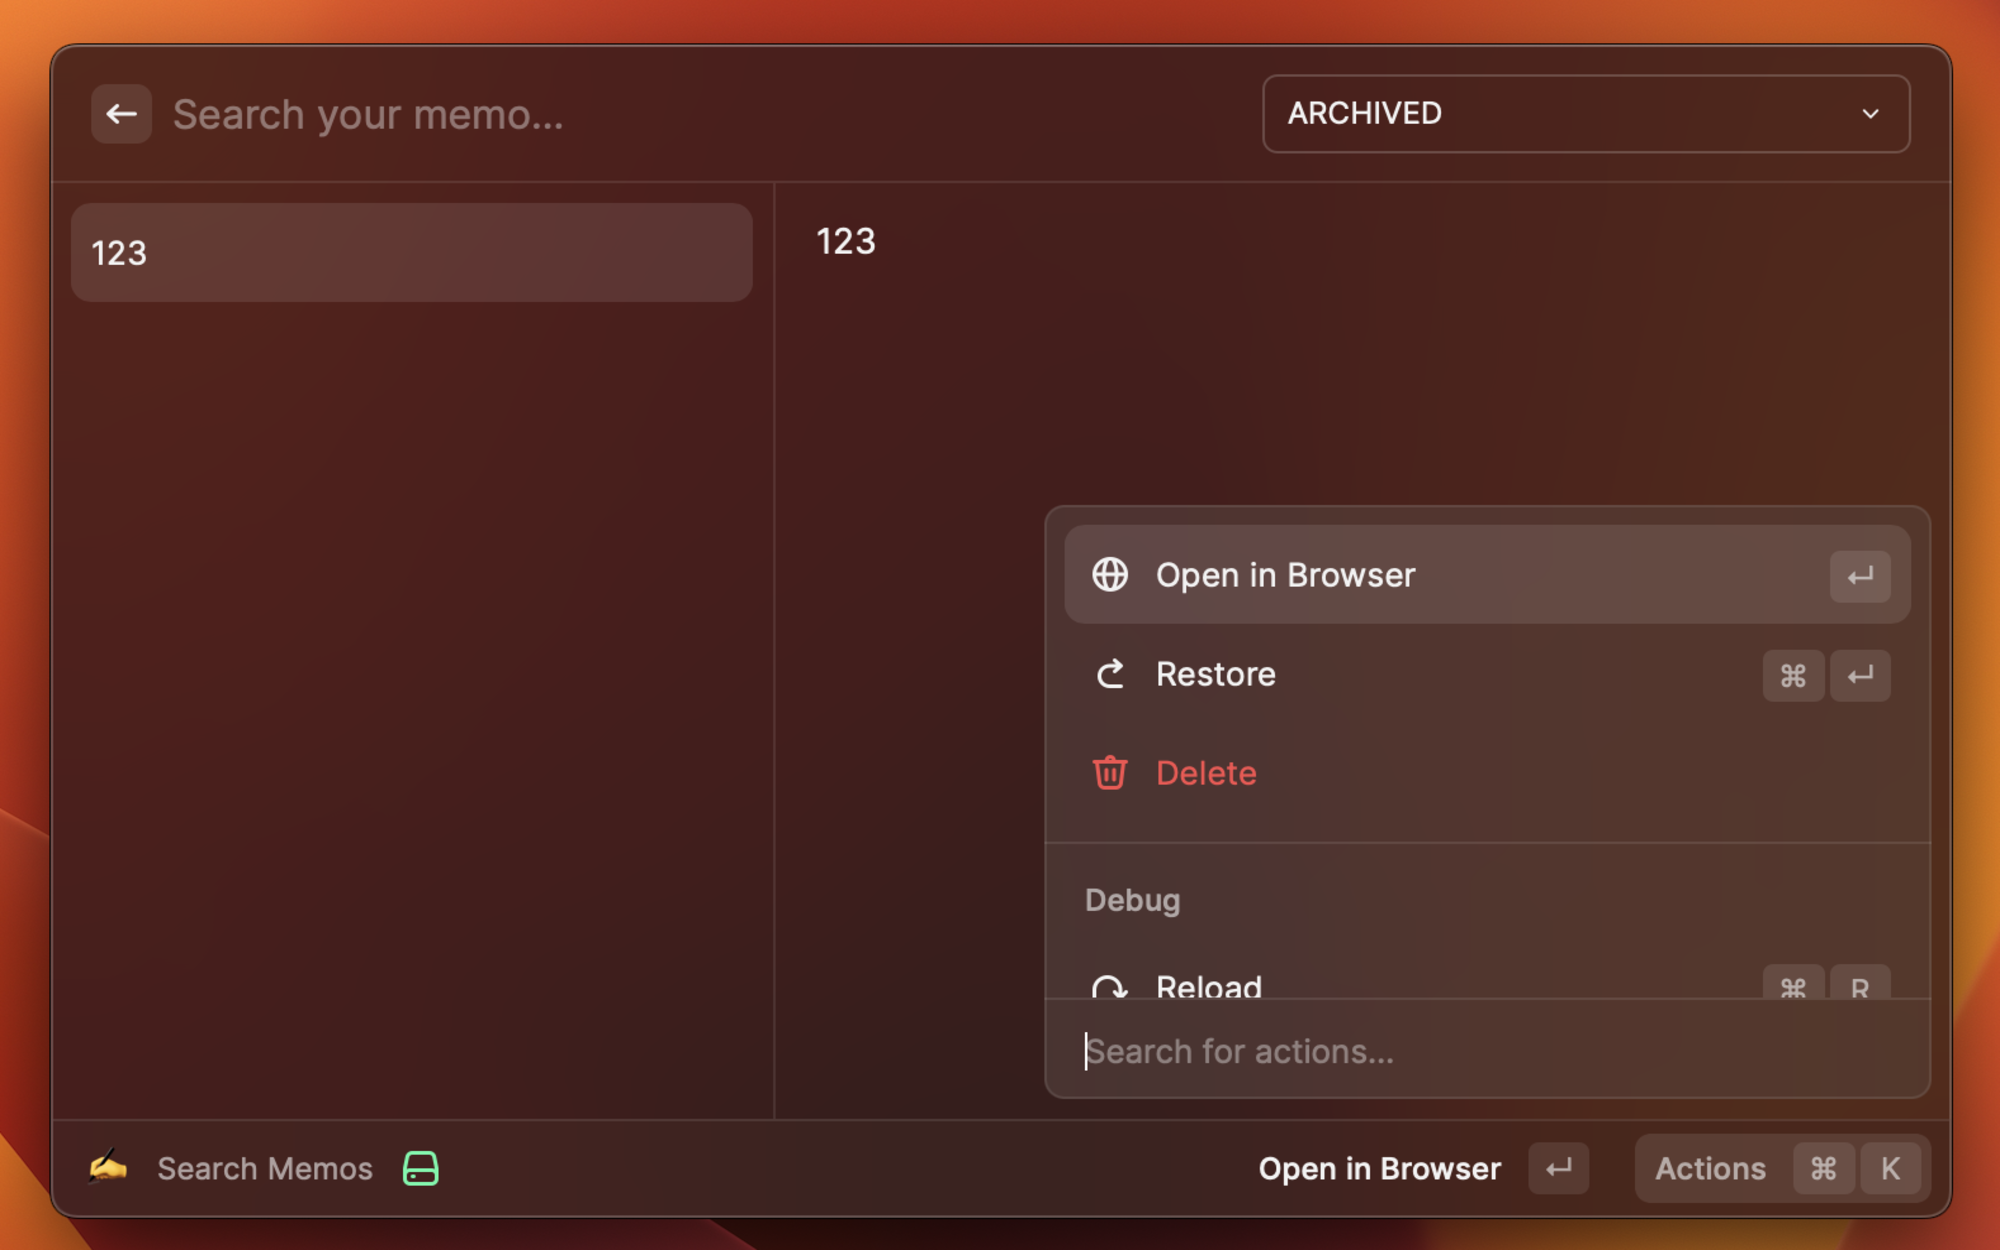 Search your memo...
ARCHIVED
123
123
Open in Browser
Restore ⌘
Delete
Debug
Reload ⌘ R
Search for actions...
Search Memos
Open in Browser
Actions ⌘ K